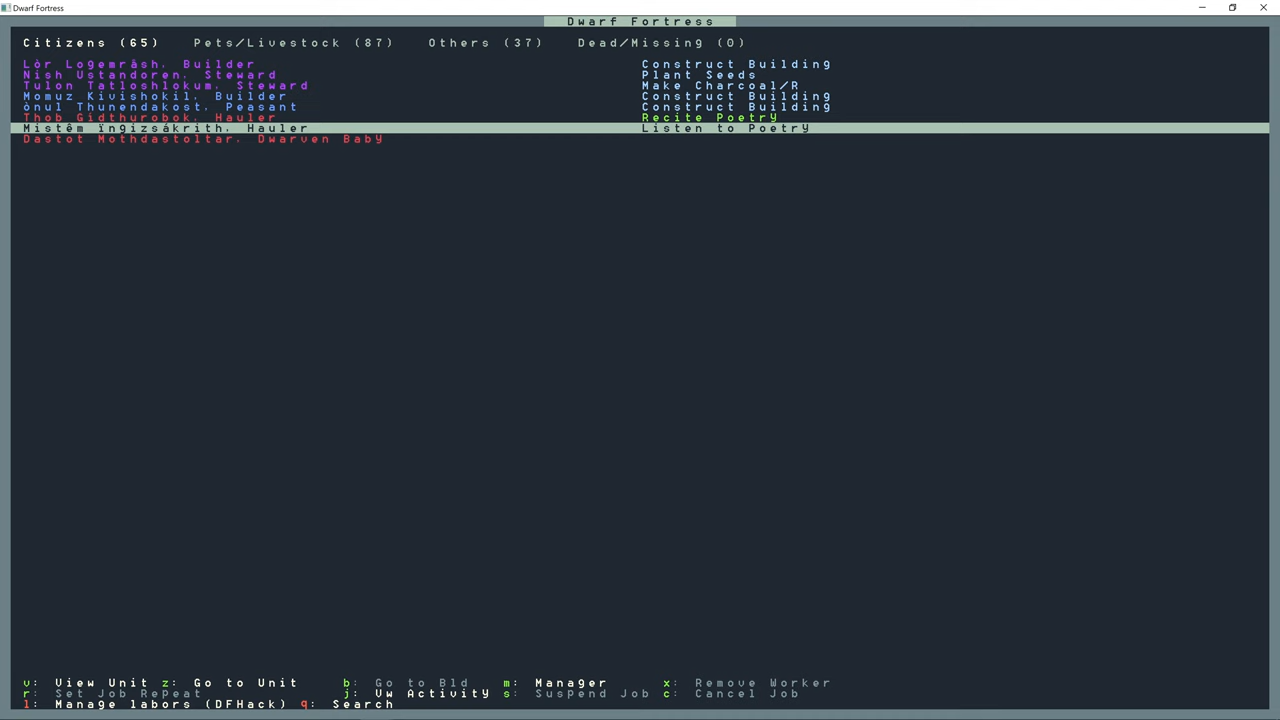 Dwarf Fortress
Dwarf Fortress
Citizens (65) Pets/Livestock (87) Others (37) Dead/Missing (0)
Lòr Logemrâsh, Builder Construct Building
Nish Ustandoren, Steward Plant Seeds
Tulon Tatloshlokum, Steward Make Charcoal/R
Momuz Kivishokil, Builder Construct Building
ònul Thunendakost, Peasant Construct Building
Thob Gidthurobok, Hauler Recite Poetry
Mistêm ïngizsákrith, Hauler Listen to Poetry
Dastot Mothdastoltar, Dwarven Baby
v: View Unit z: Go to Unit b: Go to Bld m: Manager x: Remove Worker
r: Set Job Repeat j: Vw Activity s: Suspend Job c: Cancel Job
l: Manage labors (DFHack) q: Search